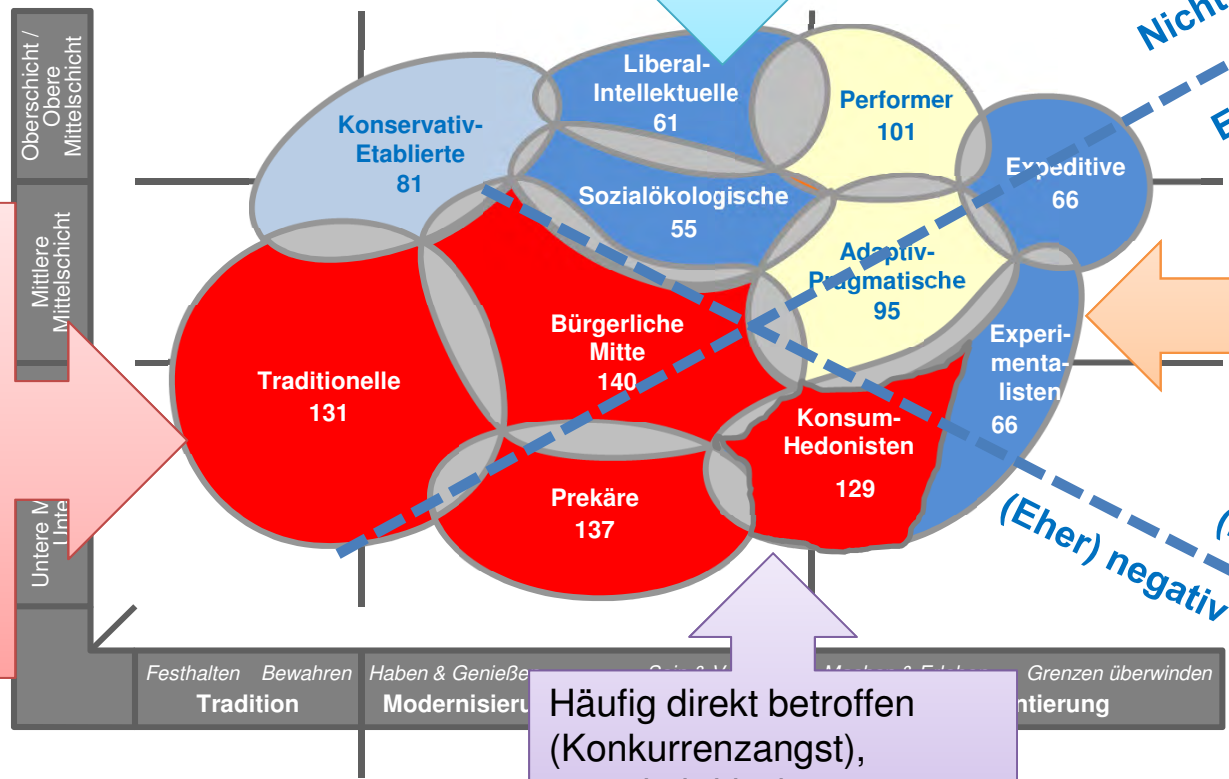 Oberschicht /
Obere
Mittelschicht
Mittlere
Mittelschicht
Liberal-
Intellektuelle
61
Performer
101
Konservativ-
Etablierte
81
Expeditive
66
Sozialökologische
55
Adaptiv-
Pragmatische
95
Bürgerliche
Mitte
140
Experi-
menta-
listen
66
Traditionelle
131
Konsum-
Hedonisten
129
Prekäre
137
Nicht
(Eher) negativ
Untere
Festhalten Bewahren
Tradition
Haben & Genießen
Grenzen überwinden
Häufig direkt betroffen
(Konkurrenzangst),